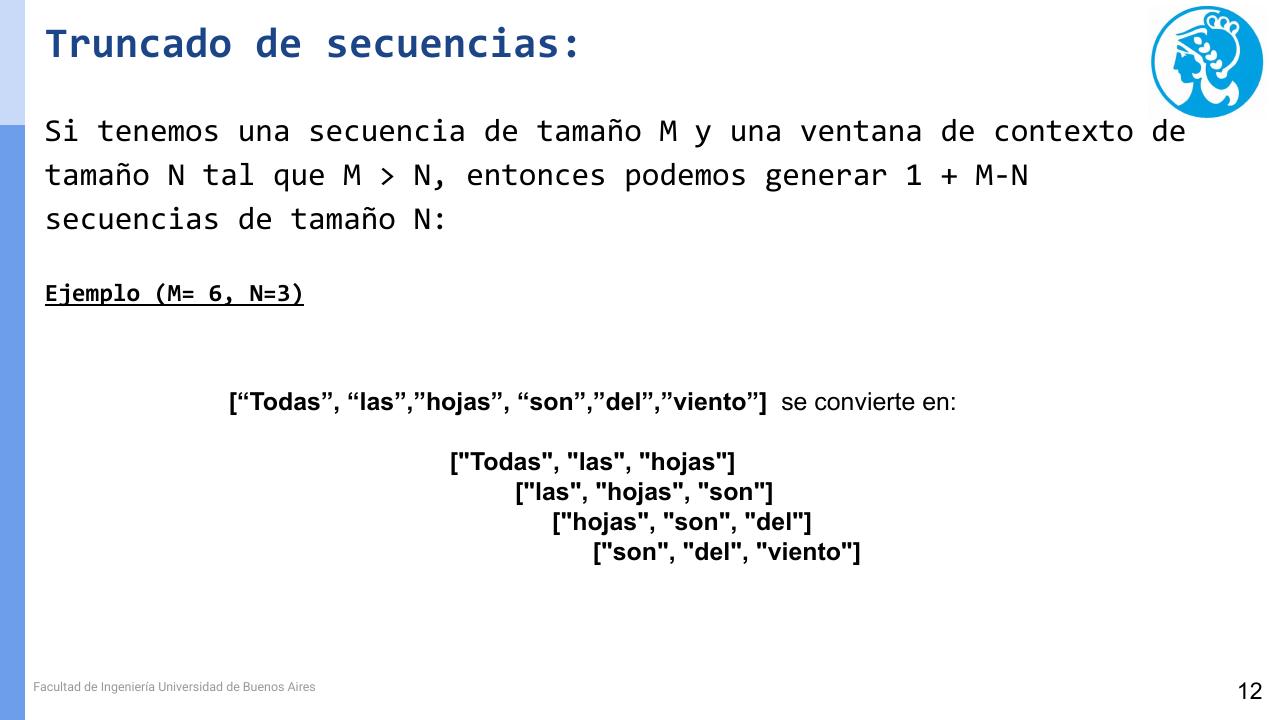 Truncado de secuencias:
Si tenemos una secuencia de tamaño M y una ventana de contexto de
tamaño N tal que M > N, entonces podemos generar 1 + M-N
secuencias de tamaño N:
Ejemplo (M= 6, N=3)
[“Todas”, “las”,”hojas”, “son”,”del”,”viento”]  se convierte en:
["Todas", "las", "hojas"]
["las", "hojas", "son"]
["hojas", "son", "del"]
["son", "del", "viento"]
Facultad de Ingeniería Universidad de Buenos Aires
12